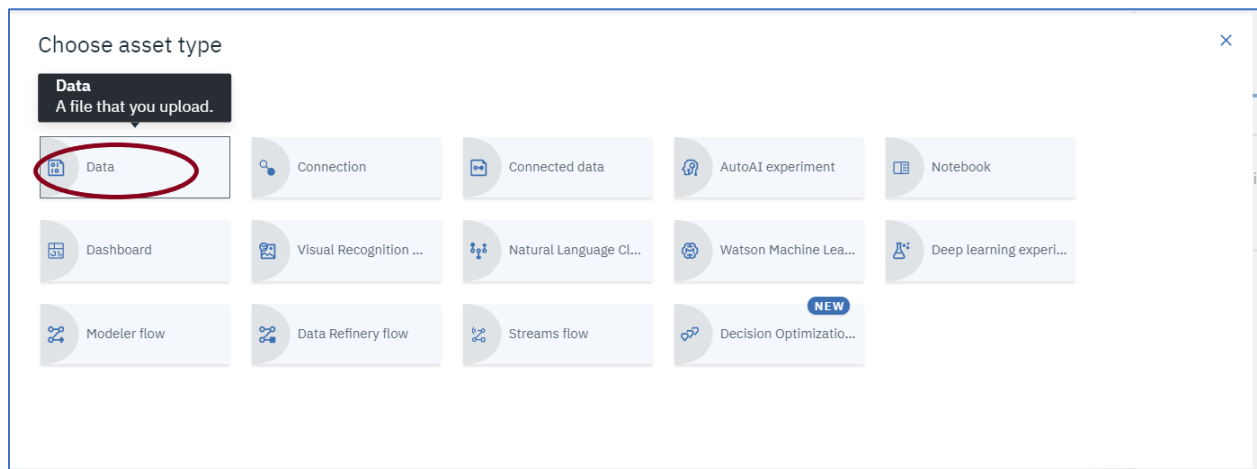 Choose asset type
Data
A file that you upload.
Data
Connection
Connected data
AutoAI experiment
Notebook
Dashboard
Visual Recognition ...
Natural Language Cl...
Watson Machine Lea...
Deep learning experi...
NEW
Modeler flow
Data Refinery flow
Streams flow
Decision Optimizatio...